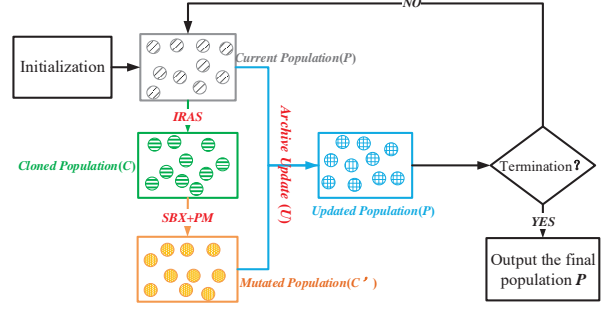 NO
Initialization
Current Population(P)
IRAS
Cloned Population(C)
Archive Update (U)
Updated Population(P)
Termination?
SBX+PM
YES
Mutated Population(C')
Output the final
population P